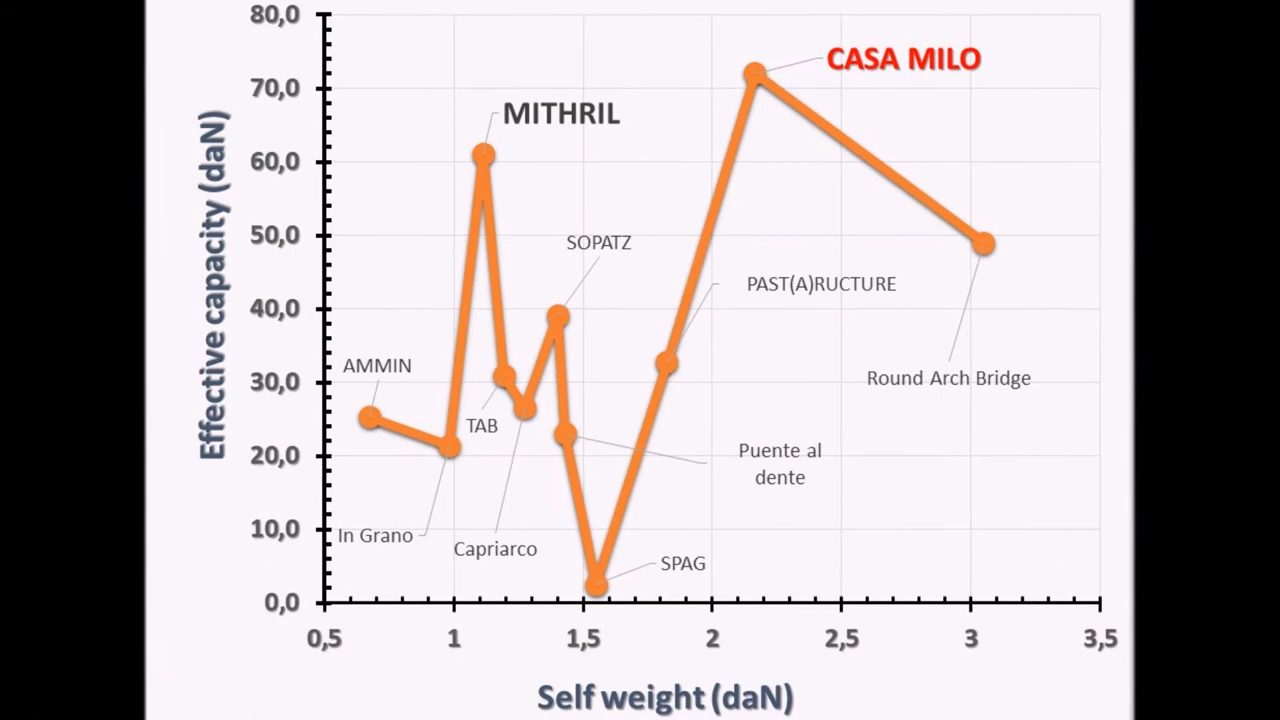 80,0
CASA MILO
70,0
MITHRIL
60,0
50,0
SOPATZ
PAST(A)RUCTURE
40,0
AMMIN
30,0
Round Arch Bridge
TAB
20,0
Puente al
dente
10,0
In Grano
Capriarco
SPAG
0,0
0,5 1 1,5 2 2,5 3 3,5
Effective capacity (daN)
Self weight (daN)